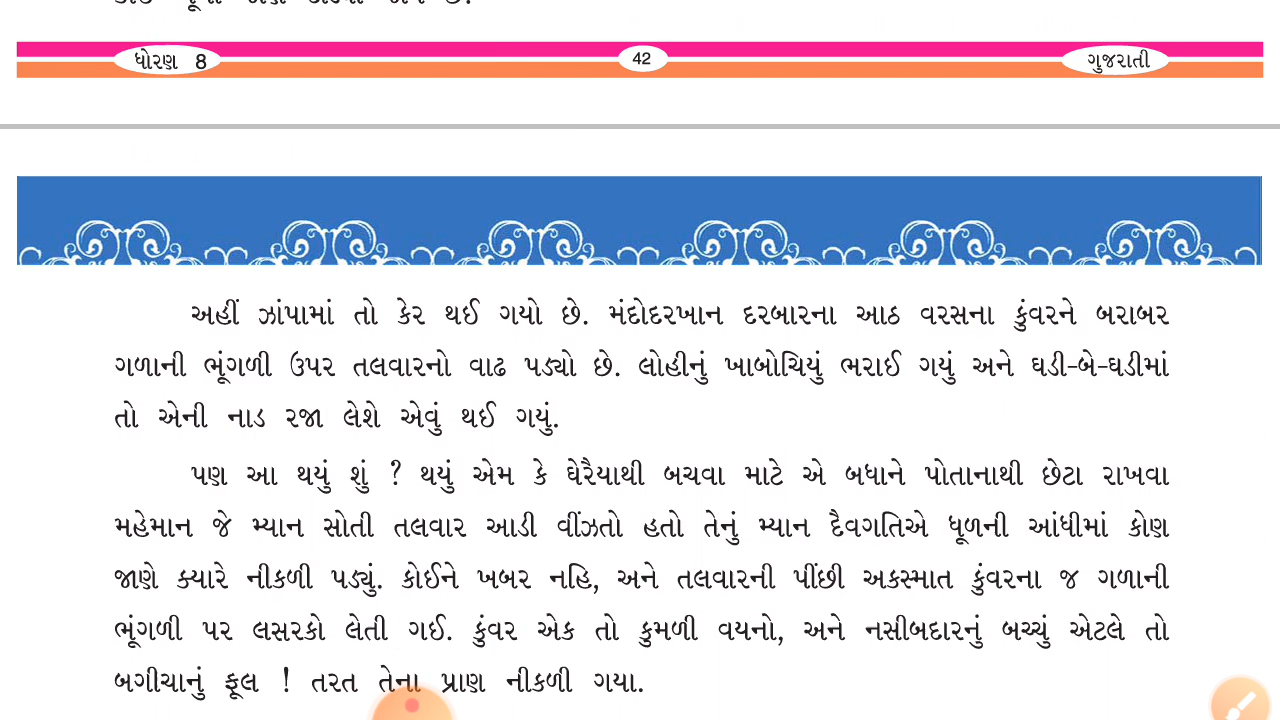 ધોરણ 8
42
ગુજરાતી
અહીં ઝાંપામાં તો કેર થઈ ગયો છે. મંદોદરખાન દરબારના આઠ વરસના કુંવરને બરાબર
ગળાની ભૂંગળી ઉપર તલવારનો વાઢ પડ્યો છે. લોહીનું ખાબોચિયું ભરાઈ ગયું અને ઘડી-બે-ઘડીમાં
તો એની નાડ રજા લેશે એવું થઈ ગયું.
પણ આ થયું શું ? થયું એમ કે ઘેરૈયાથી બચવા માટે એ બધાને પોતાનાથી છેટા રાખવા
મહેમાન જે મ્યાન સોતી તલવાર આડી વીંઝતો હતો તેનું મ્યાન દૈવગતિએ ધૂળની આંધીમાં કોણ
જાણે ક્યારે નીકળી પડ્યું. કોઈને ખબર નહિ, અને તલવારની પીંછી અકસ્માત કુંવરના જ ગળાની
ભૂંગળી પર લસરકો લેતી ગઈ. કુંવર એક તો કુમળી વયનો, અને નસીબદારનું બચ્ચું એટલે તો
બગીચાનું ફૂલ ! તરત તેના પ્રાણ નીકળી ગયા.